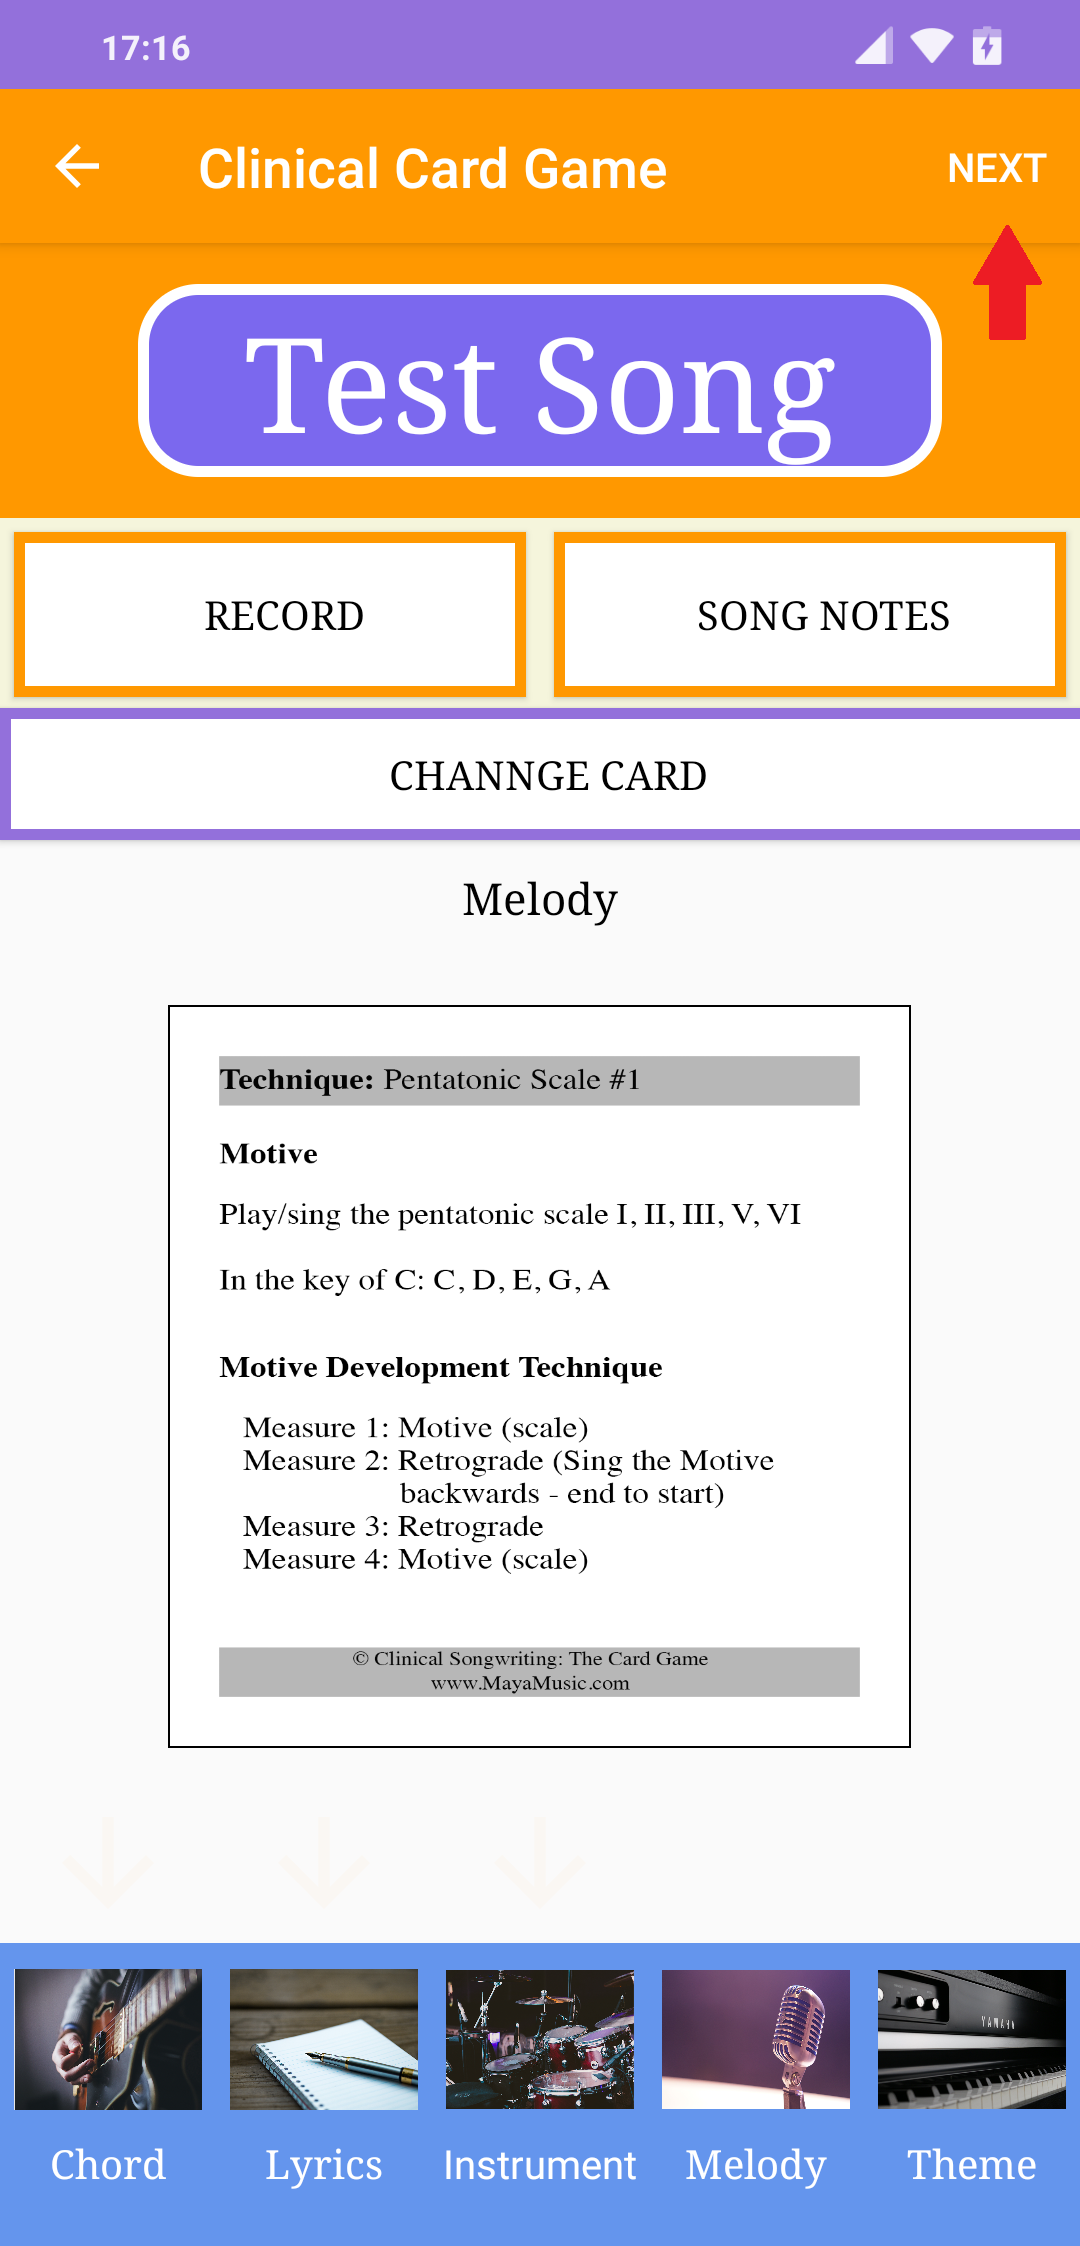 17:16
Clinical Card Game
NEXT
Test Song
RECORD
SONG NOTES
CHANNGE CARD
Melody
Technique: Pentatonic Scale #1
Motive
Play/sing the pentatonic scale I, II, III, V, VI
In the key of C: C, D, E, G, A
Motive Development Technique
Measure 1: Motive (scale)
Measure 2: Retrograde (Sing the Motive
backwards - end to start)
Measure 3: Retrograde
Measure 4: Motive (scale)
© Clinical Songwriting: The Card Game
www.MayaMusic.com
YAMAHA
Chord
Lyrics
Instrument
Melody
Theme